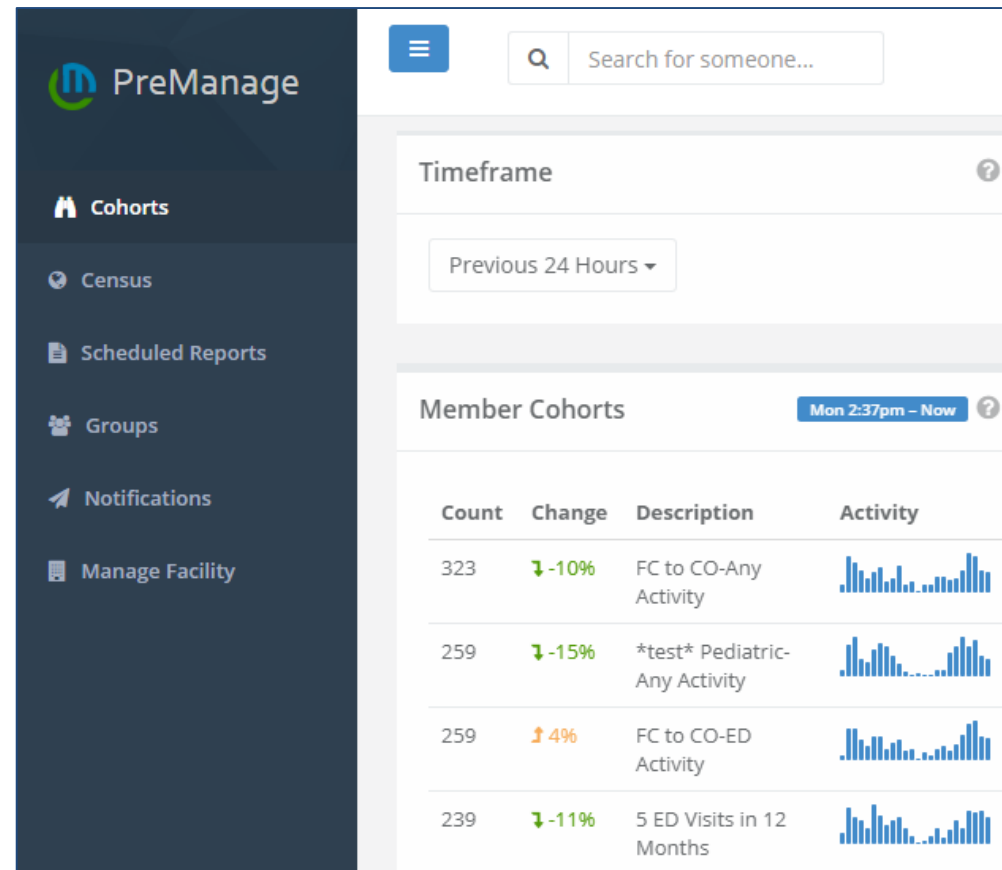 PreManage
Search for someone...
Cohorts
Census
Scheduled Reports
Groups
Notifications
Manage Facility
Timeframe
Previous 24 Hours
Member Cohorts Mon 2:37pm – Now
Count Change Description Activity
323 -10% FC to CO-Any
Activity
259 -15% *test* Pediatric-
Any Activity
259 4% FC to CO-ED
Activity
239 -11% 5 ED Visits in 12
Months